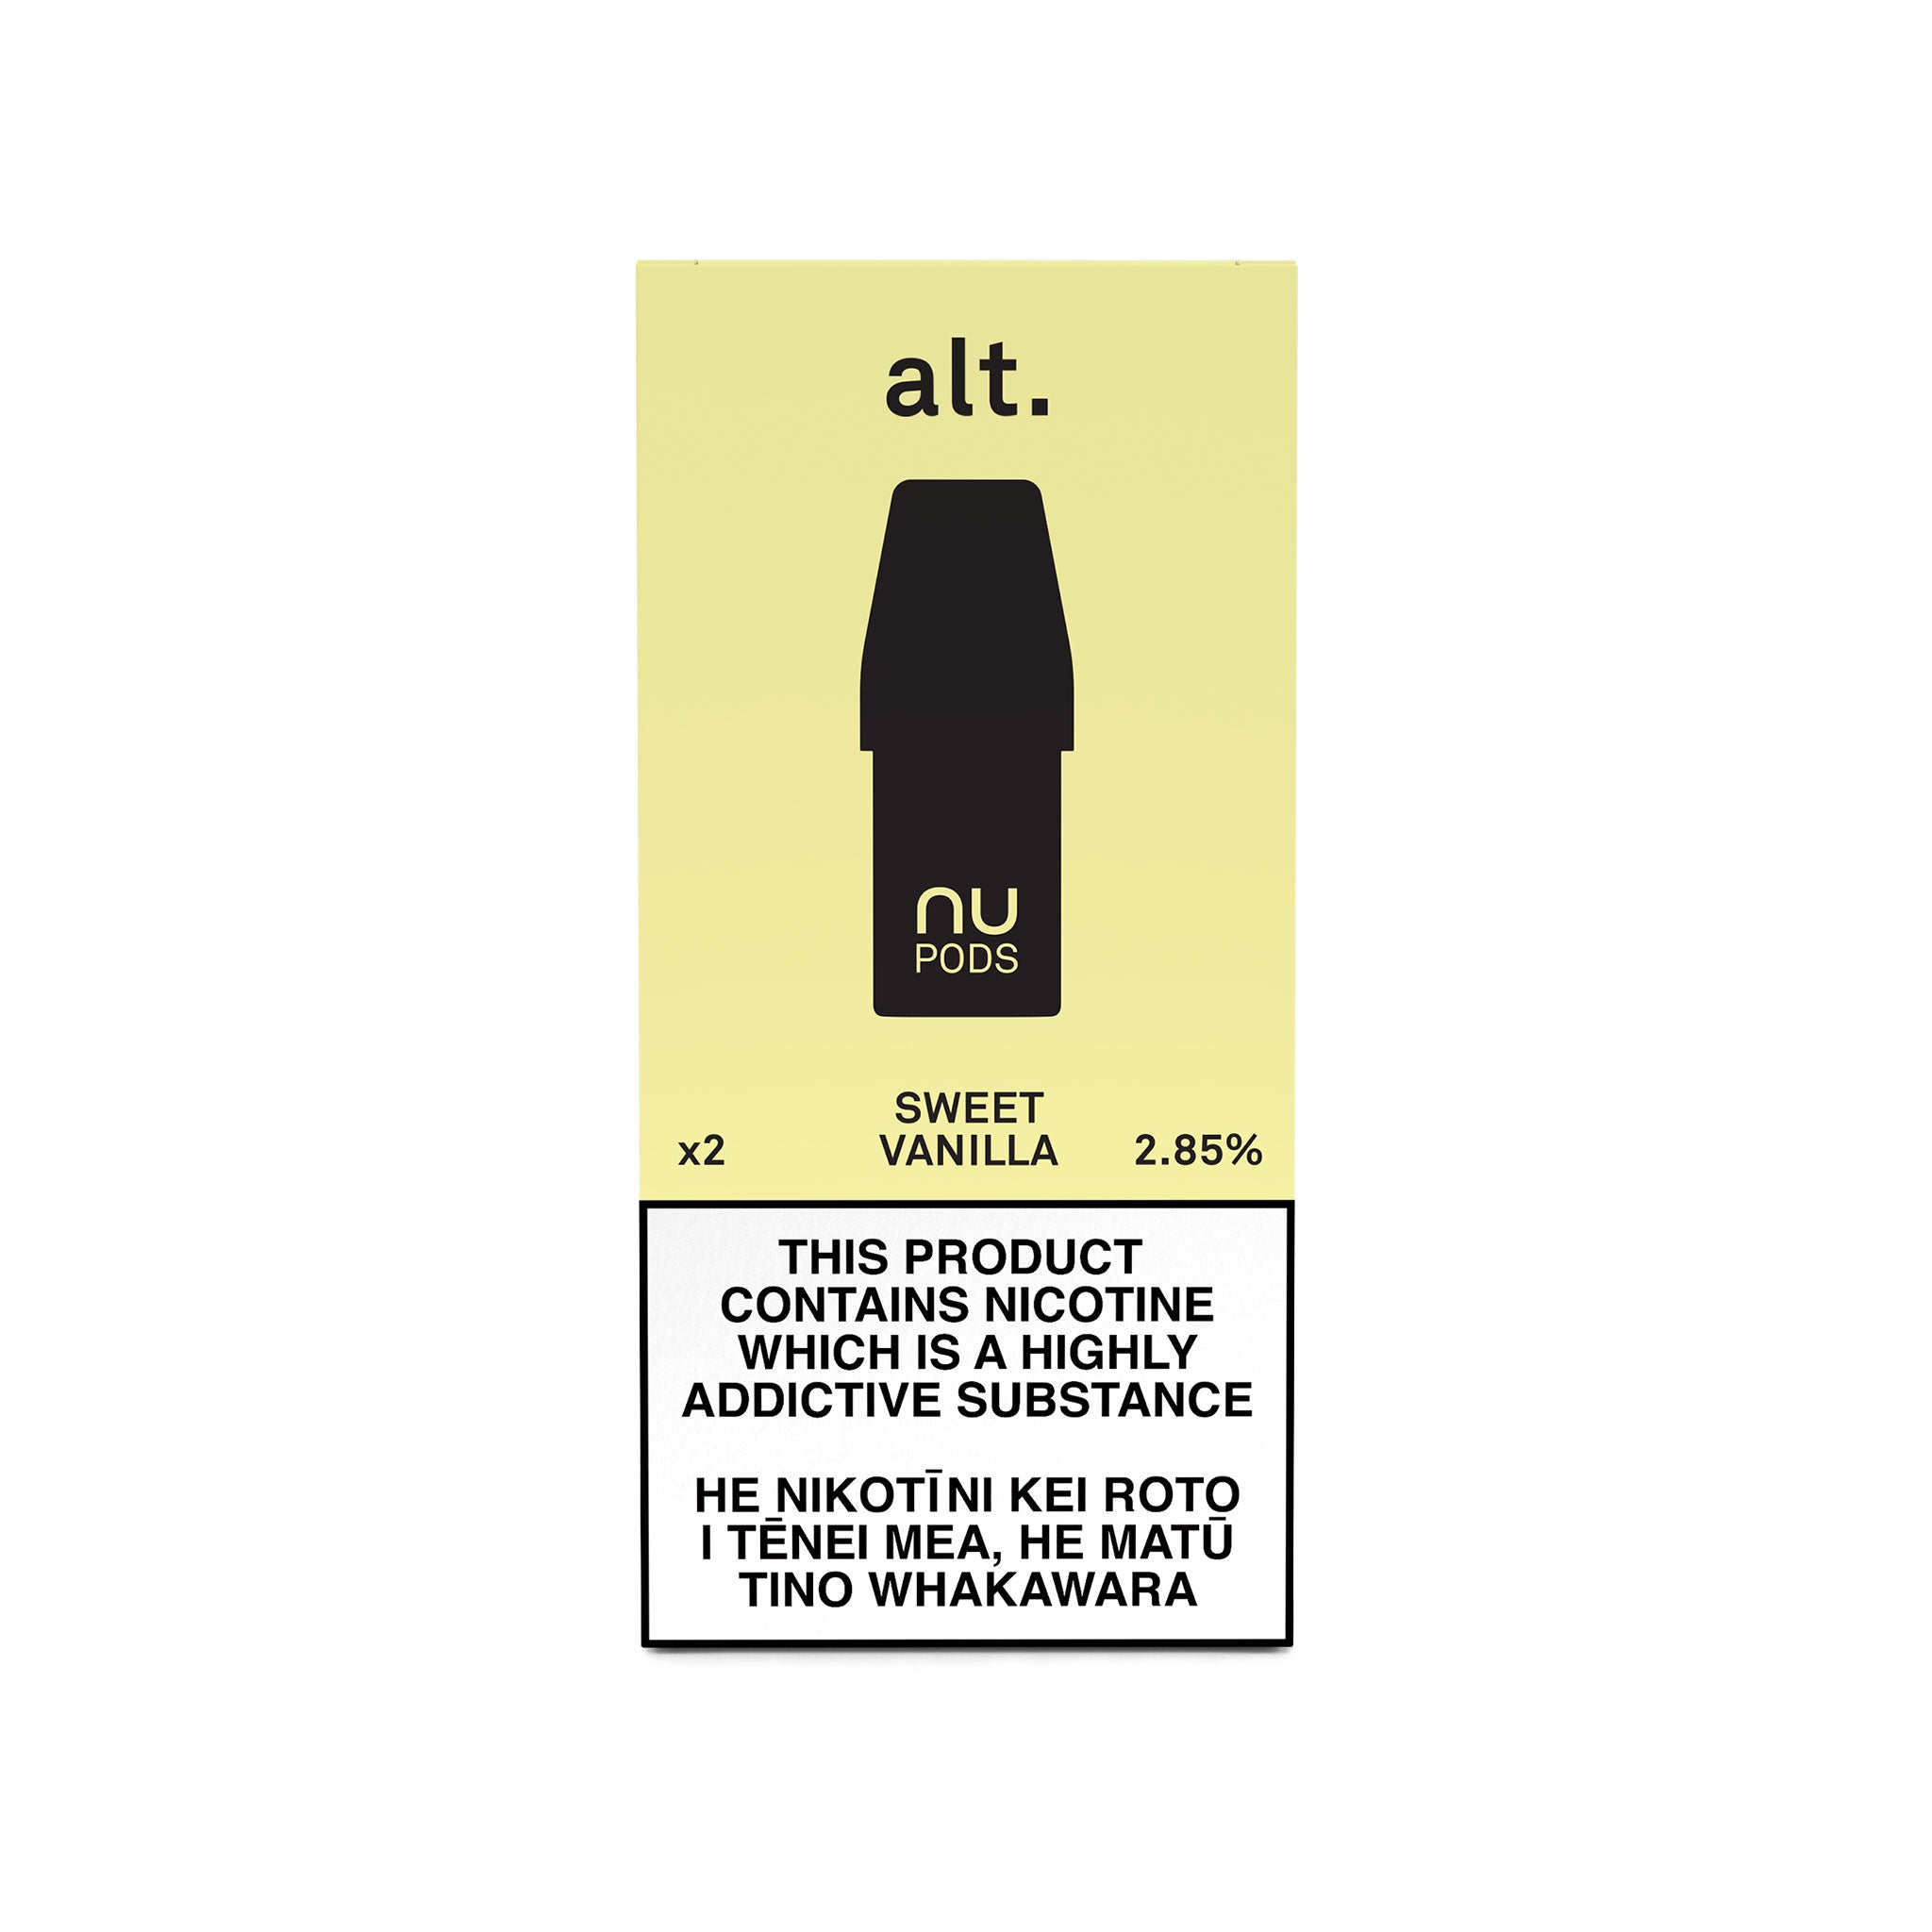 alt.
nu
PODS
SWEET
x2 VANILLA 2.85%
THIS PRODUCT
CONTAINS NICOTINE
WHICH IS A HIGHLY
ADDICTIVE SUBSTANCE
HE NIKOTĪNI KEI ROTO
I TĒNEI MEA, HE MATŪ
TINO WHAKAWARA